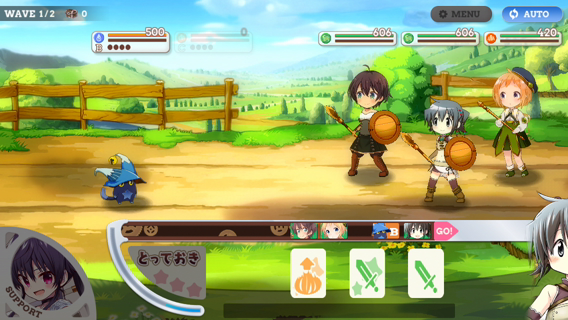 WAVE 1/2 0
MENU
AUTO
500
B
0
606
606
420
B
GO!
とっておき
SUPPORT